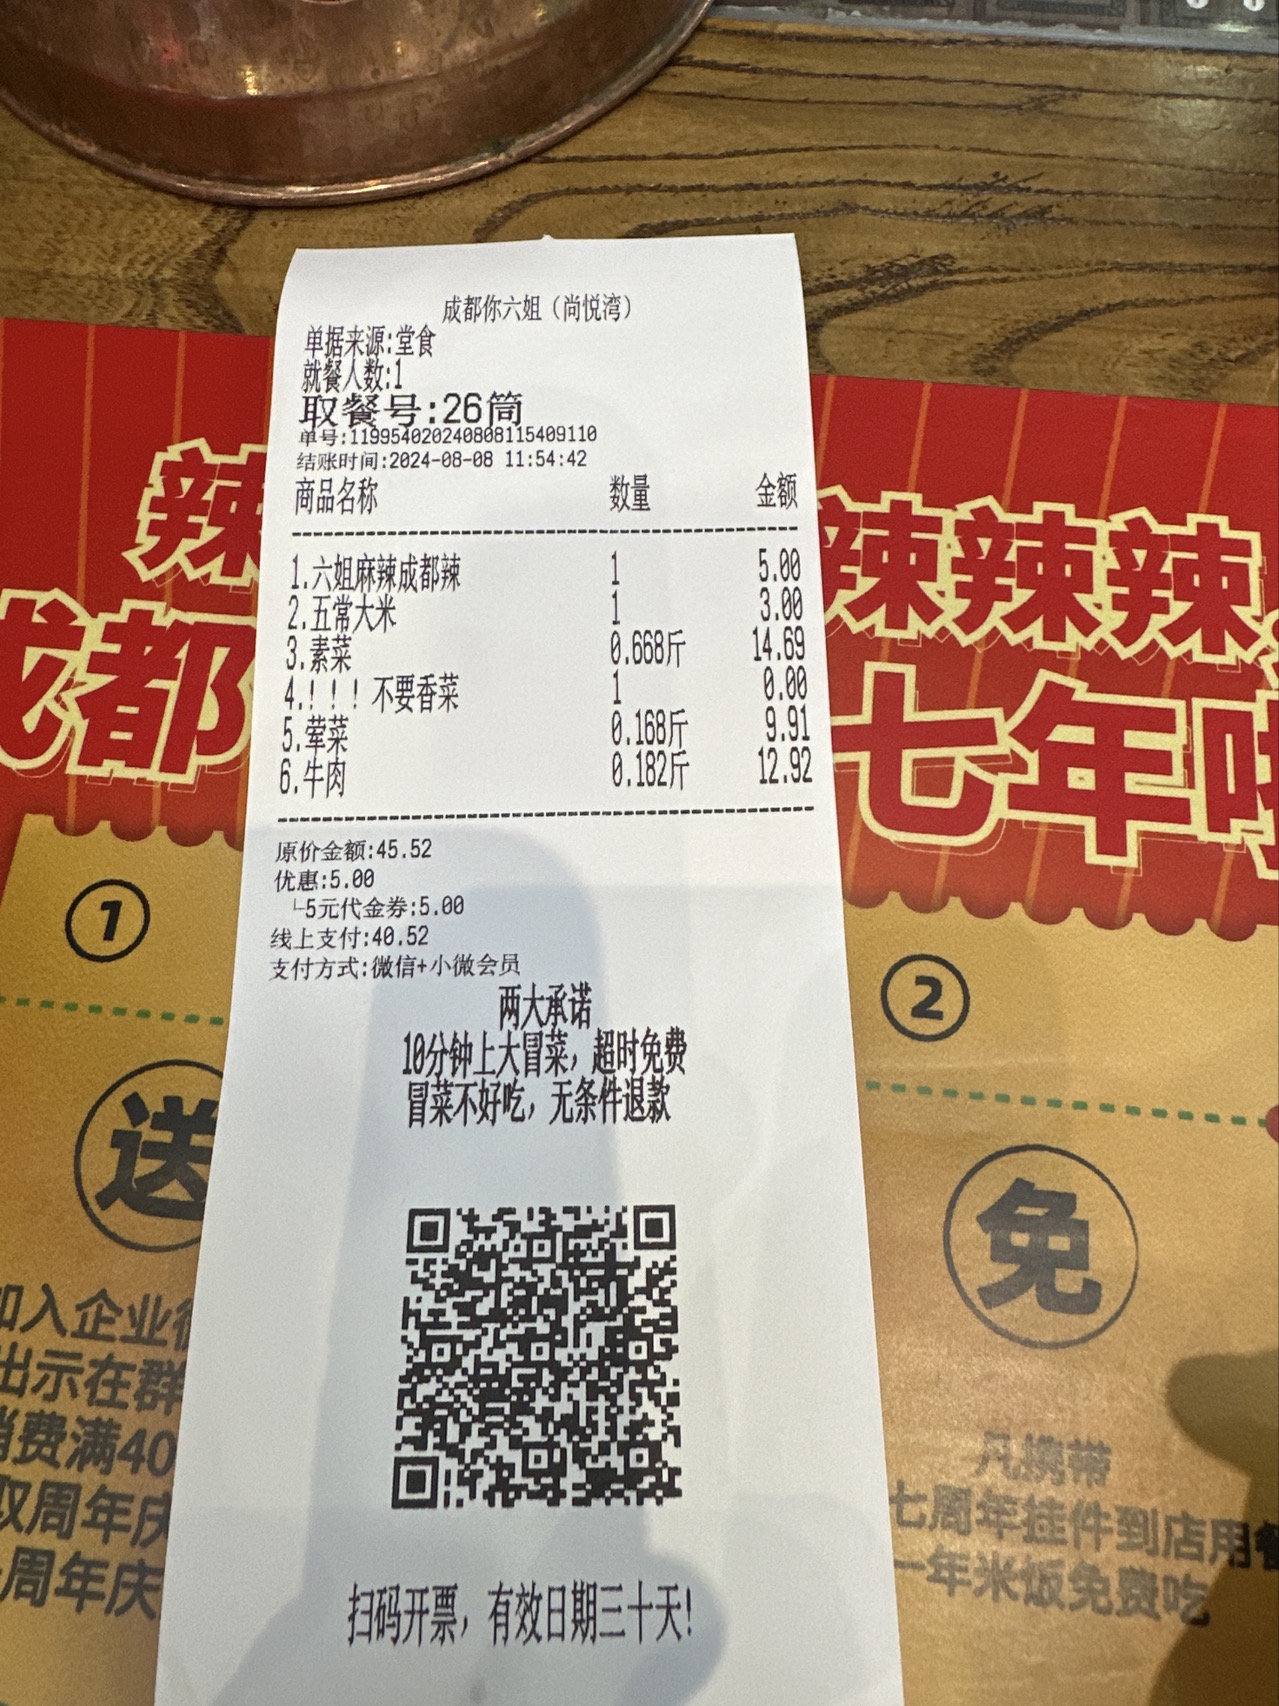 成都你六姐（尚悦湾）
单据来源:堂食
就餐人数:1
取餐号:26筒
单号:119954020240808115409110
结账时间:2024-08-08 11:54:42
商品名称 数量 金额
1.六姐麻辣成都辣 1 5.00
2.五常大米 1 3.00
3.素菜 0.668斤 14.69
4.！！！不要香菜 1 0.00
5.荤菜 0.168斤 9.91
6.牛肉 0.182斤 12.92
原价金额:45.52
优惠:5.00
└5元代金券:5.00
线上支付:40.52
支付方式:微信+小微会员
两大承诺
10分钟上大冒菜，超时免费
冒菜不好吃，无条件退款
扫码开票，有效日期三十天!
辣
成都
①
送
加入企业
出示在群
消费满40
取周年庆
周年庆
辣辣辣
七年
②
免
凡携带
七周年挂件到店用餐
一年米饭免费吃